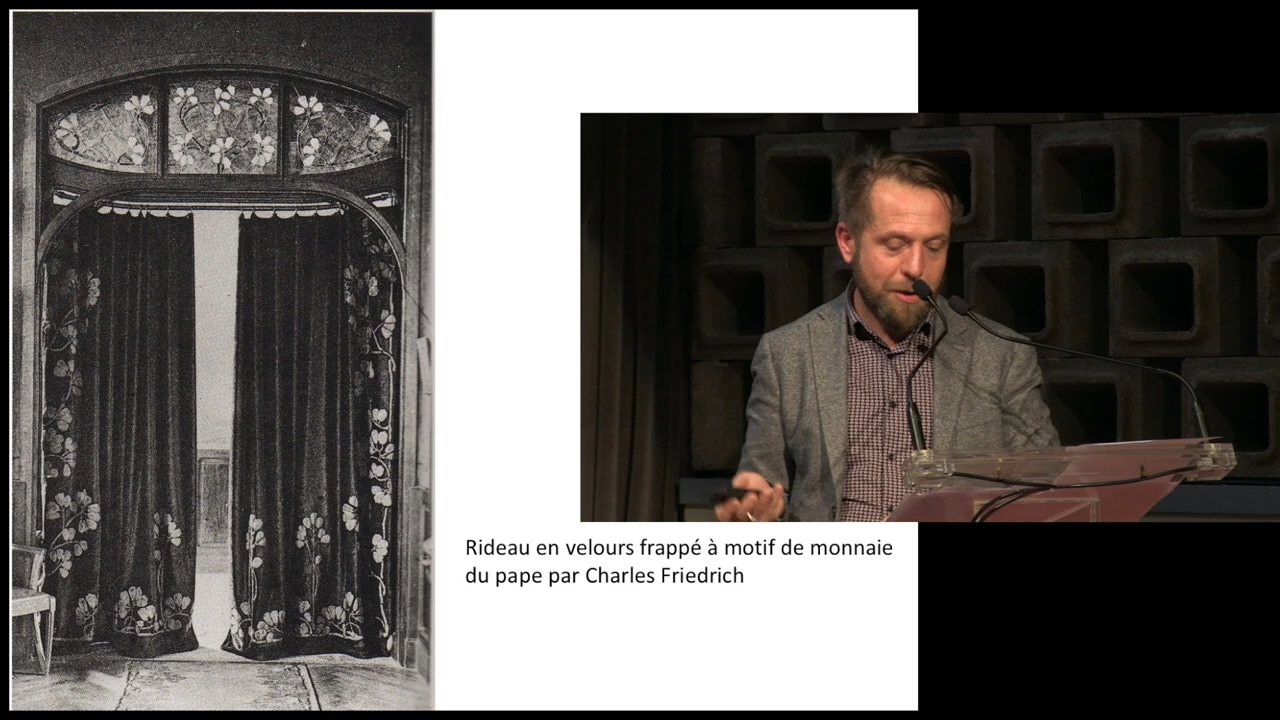 Rideau en velours frappé à motif de monnaie
du pape par Charles Friedrich